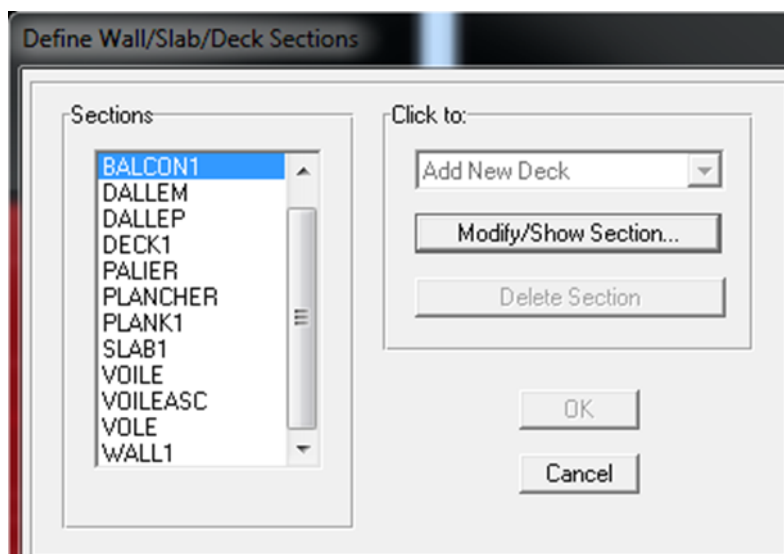 Define Wall/Slab/Deck Sections
Sections
BALCON1
DALLEM
DALLEP
DECK1
PALIER
PLANCHER
PLANK1
SLAB1
VOILE
VOILEASC
VOLE
WALL1
Click to:
Add New Deck
Modify/Show Section...
Delete Section
OK
Cancel